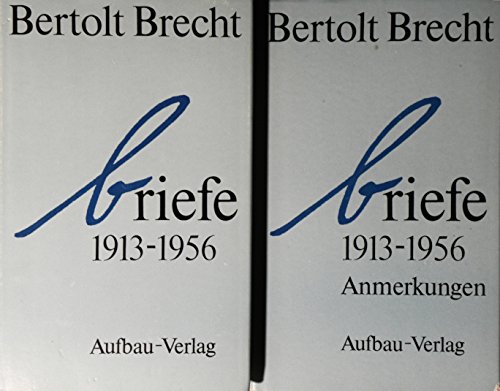 Bertolt Brecht
briefe
1913-1956
Aufbau-Verlag
Bertolt Brecht
briefe
1913-1956
Anmerkungen
Aufbau-Verlag